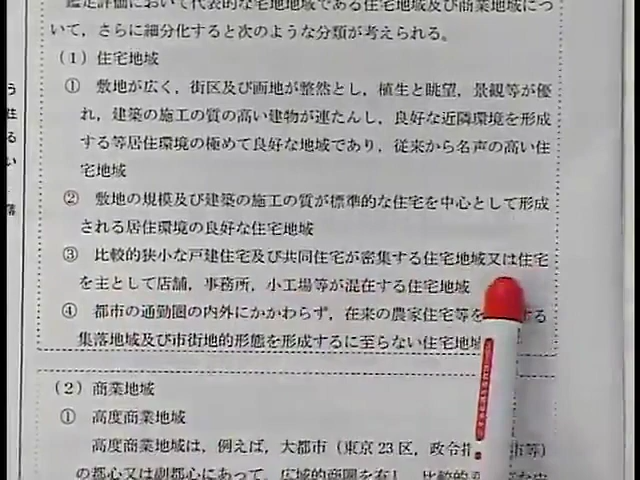 鑑定評価において代表的な宅地地域である住宅地域及び商業地域につ
いて，さらに細分化すると次のような分類が考えられる。
（1）住宅地域
①　敷地が広く，街区及び画地が整然とし，植生と眺望，景観等が優
れ，建築の施工の質の高い建物が連たんし，良好な近隣環境を形成
する等居住環境の極めて良好な地域であり，従来から名声の高い住
宅地域
②　敷地の規模及び建築の施工の質が標準的な住宅を中心として形成
される居住環境の良好な住宅地域
③　比較的狭小な戸建住宅及び共同住宅が密集する住宅地域又は住宅
を主として店舗，事務所，小工場等が混在する住宅地域
④　都市の通勤圏の内外にかかわらず，在来の農家住宅等を する
集落地域及び市街地的形態を形成するに至らない住宅地
（2）商業地域
①　高度商業地域
高度商業地域は，例えば，大都市（東京 23 区，政令指 市等）
の都心又は副都心にあって，広域的商圏を有し，比較的
う
住
る
い